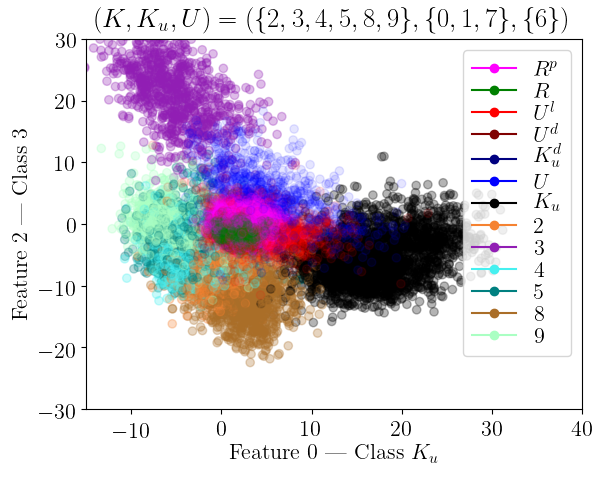 (K, K_u, U) = ({2, 3, 4, 5, 8, 9}, {0, 1, 7}, {6})
30
20
10
0
−10
−20
−30
Feature 2 — Class 3
R^p
R
U^l
U^d
K_u^d
U
K_u
2
3
4
5
8
9
−10
0
10
20
30
40
Feature 0 — Class K_u